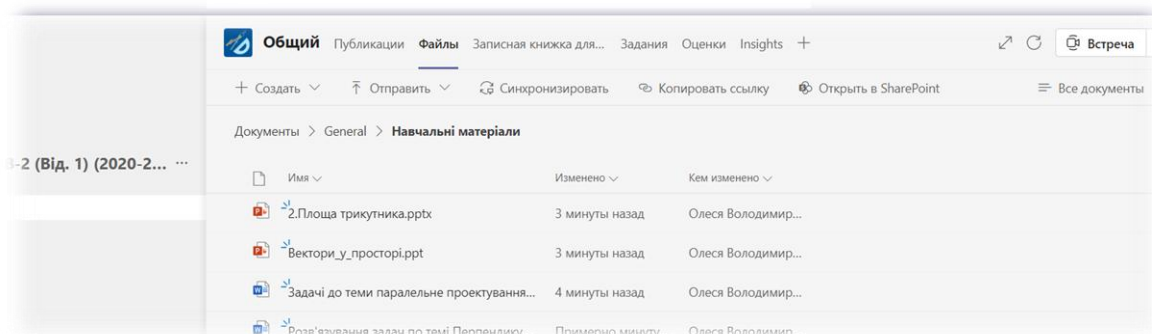 Общий Публикации Файлы Записная книжка для... Задания Оценки Insights + Встреча
+ Создать Отправить Синхронизировать Копировать ссылку Открыть в SharePoint Все документы
Документы > General > Навчальні матеріали
-2 (Від. 1) (2020-2... ...
Имя Изменено Кем изменено
2.Площа трикутника.pptx 3 минуты назад Олеся Володимир...
Вектори_у_просторі.ppt 3 минуты назад Олеся Володимир...
Задачі до теми паралельне проектування... 4 минуты назад Олеся Володимир...
Розв'язування задач по темі Перпендику Примерно минуту Олеся Володимир